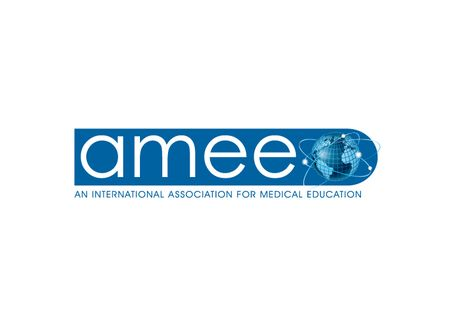 amee
AN INTERNATIONAL ASSOCIATION FOR MEDICAL EDUCATION